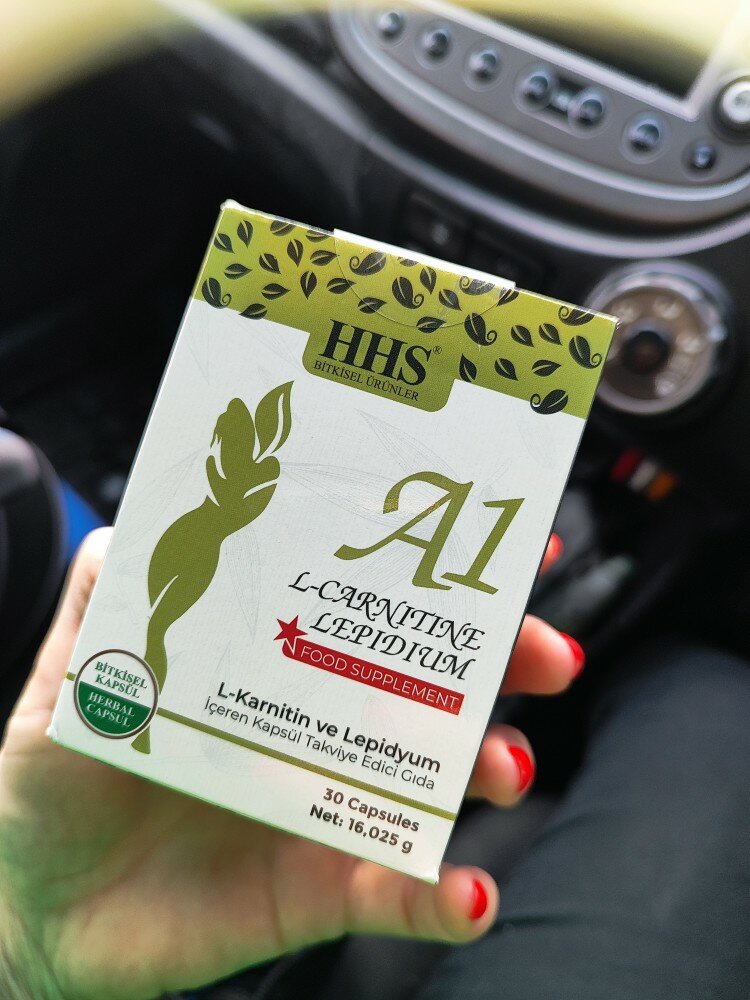 HHS®
BİTKİSEL ÜRÜNLER
A1
L-CARNITINE
LEPIDIUM
FOOD SUPPLEMENT
BİTKİSEL
KAPSÜL
HERBAL
CAPSUL
L-Karnitin ve Lepidyum
İçeren Kapsül Takviye Edici Gıda
30 Capsules
Net: 16,025 g